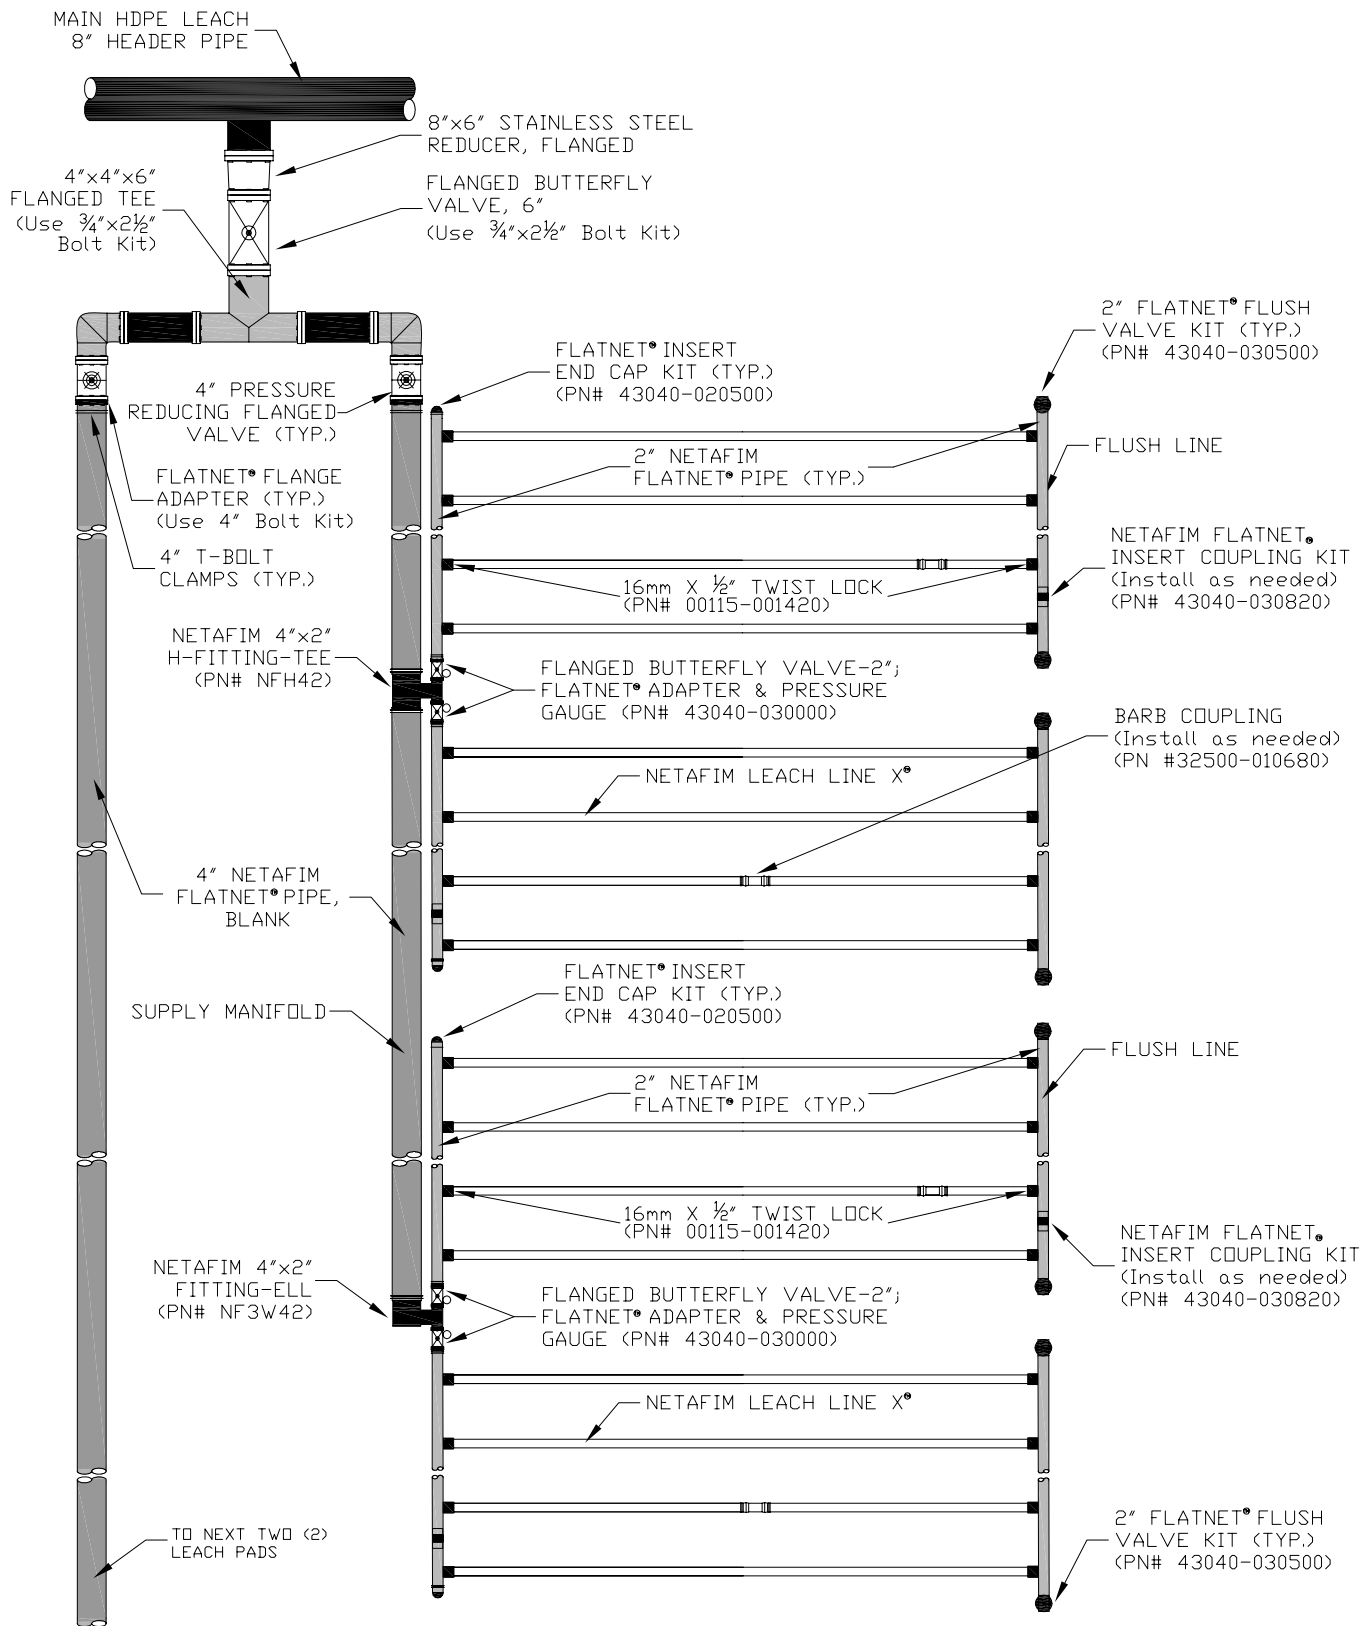 MAIN HDPE LEACH
8" HEADER PIPE
8"x6" STAINLESS STEEL
REDUCER, FLANGED
4"x4"x6"
FLANGED TEE
(Use ¾"x2½"
Bolt Kit)
FLANGED BUTTERFLY
VALVE, 6"
(Use ¾"x2½" Bolt Kit)
2" FLATNET® FLUSH
VALVE KIT (TYP.)
(PN# 43040-030500)
FLATNET® INSERT
END CAP KIT (TYP.)
(PN# 43040-020500)
4" PRESSURE
REDUCING FLANGED
VALVE (TYP.)
FLUSH LINE
2" NETAFIM
FLATNET® PIPE (TYP.)
FLATNET® FLANGE
ADAPTER (TYP.)
(Use 4" Bolt Kit)
NETAFIM FLATNET®
INSERT COUPLING KIT
(Install as needed)
(PN# 43040-030820)
4" T-BOLT
CLAMPS (TYP.)
16mm X ½" TWIST LOCK
(PN# 00115-001420)
NETAFIM 4"x2"
H-FITTING-TEE
(PN# NFH42)
FLANGED BUTTERFLY VALVE-2";
FLATNET® ADAPTER & PRESSURE
GAUGE (PN# 43040-030000)
BARB COUPLING
(Install as needed)
(PN #32500-010680)
NETAFIM LEACH LINE X®
4" NETAFIM
FLATNET® PIPE,
BLANK
FLATNET® INSERT
END CAP KIT (TYP.)
(PN# 43040-020500)
SUPPLY MANIFOLD
FLUSH LINE
2" NETAFIM
FLATNET® PIPE (TYP.)
16mm X ½" TWIST LOCK
(PN# 00115-001420)
NETAFIM FLATNET®
INSERT COUPLING KIT
(Install as needed)
(PN# 43040-030820)
NETAFIM 4"x2"
FITTING-ELL
(PN# NF3W42)
FLANGED BUTTERFLY VALVE-2";
FLATNET® ADAPTER & PRESSURE
GAUGE (PN# 43040-030000)
NETAFIM LEACH LINE X®
2" FLATNET® FLUSH
VALVE KIT (TYP.)
(PN# 43040-030500)
TO NEXT TWO (2)
LEACH PADS